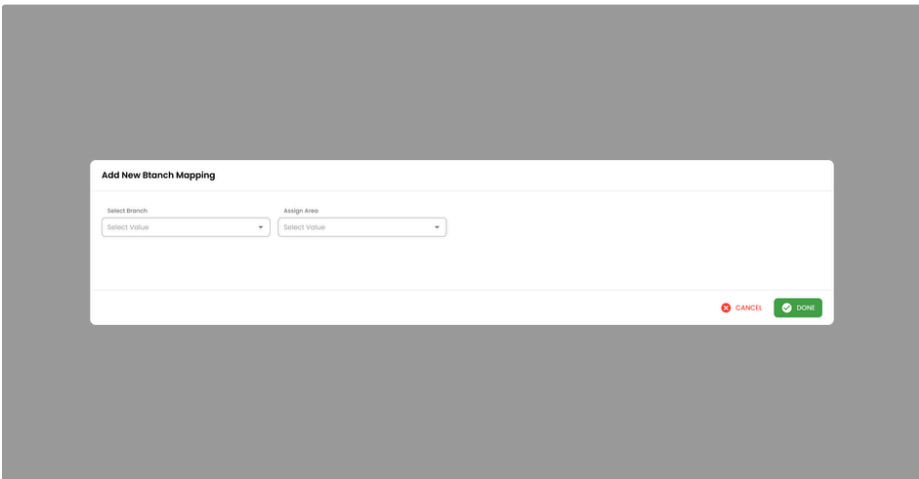 Add New Btanch Mapping
Select Branch Assign Area
Select Value Select Value
CANCEL DONE